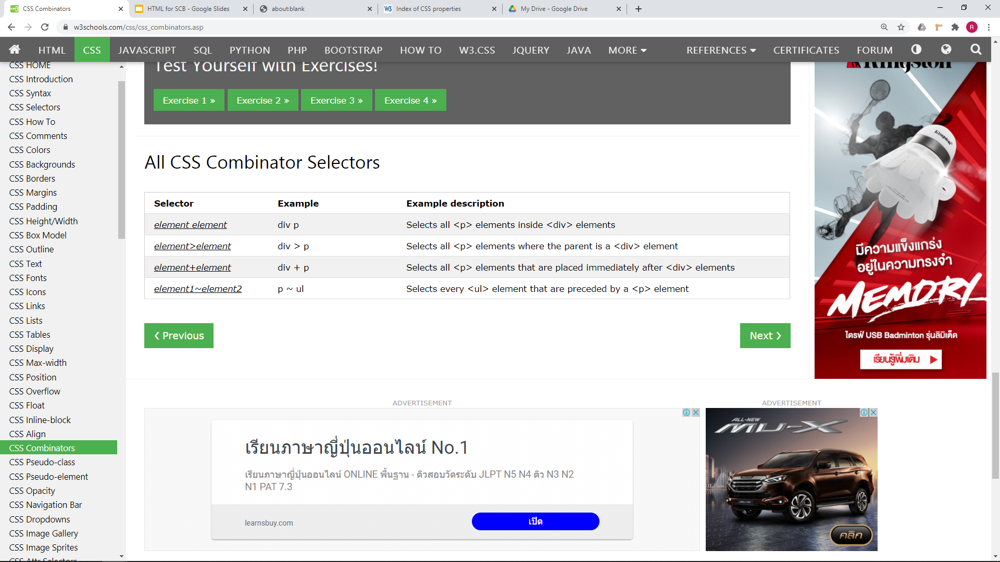 CSS Combinators
HTML for SCB - Google Slides
about:blank
Index of CSS properties
My Drive - Google Drive
w3schools.com/css/css_combinators.asp
R
HTML
CSS
JAVASCRIPT
SQL
PYTHON
PHP
BOOTSTRAP
HOW TO
W3.CSS
JQUERY
JAVA
MORE
REFERENCES
CERTIFICATES
FORUM
CSS HOME
CSS Introduction
CSS Syntax
CSS Selectors
CSS How To
CSS Comments
CSS Colors
CSS Backgrounds
CSS Borders
CSS Margins
CSS Padding
CSS Height/Width
CSS Box Model
CSS Outline
CSS Text
CSS Fonts
CSS Icons
CSS Links
CSS Lists
CSS Tables
CSS Display
CSS Max-width
CSS Position
CSS Overflow
CSS Float
CSS Inline-block
CSS Align
CSS Combinators
CSS Pseudo-class
CSS Pseudo-element
CSS Opacity
CSS Navigation Bar
CSS Dropdowns
CSS Image Gallery
CSS Image Sprites
CSS Attr Selectors
Test Yourself with Exercises!
Exercise 1 »
Exercise 2 »
Exercise 3 »
Exercise 4 »
All CSS Combinator Selectors
Selector Example Example description
element element div p Selects all <p> elements inside <div> elements
element>element div > p Selects all <p> elements where the parent is a <div> element
element+element div + p Selects all <p> elements that are placed immediately after <div> elements
element1~element2 p ~ ul Selects every <ul> element that are preceded by a <p> element
❮ Previous
Next ❯
Kingston
Kingston
มีความแข็งแกร่ง
อยู่ในความทรงจำ
MEMORY
ไดรฟ์ USB Badminton รุ่นลิมิเต็ด
เรียนรู้เพิ่มเติม
ADVERTISEMENT
เรียนภาษาญี่ปุ่นออนไลน์ No.1
เรียนภาษาญี่ปุ่นออนไลน์ ONLINE พื้นฐาน - ติวสอบวัดระดับ JLPT N5 N4 ติว N3 N2
N1 PAT 7.3
learnsbuy.com
เปิด
ADVERTISEMENT
ALL-NEW
MU-X
คลิก